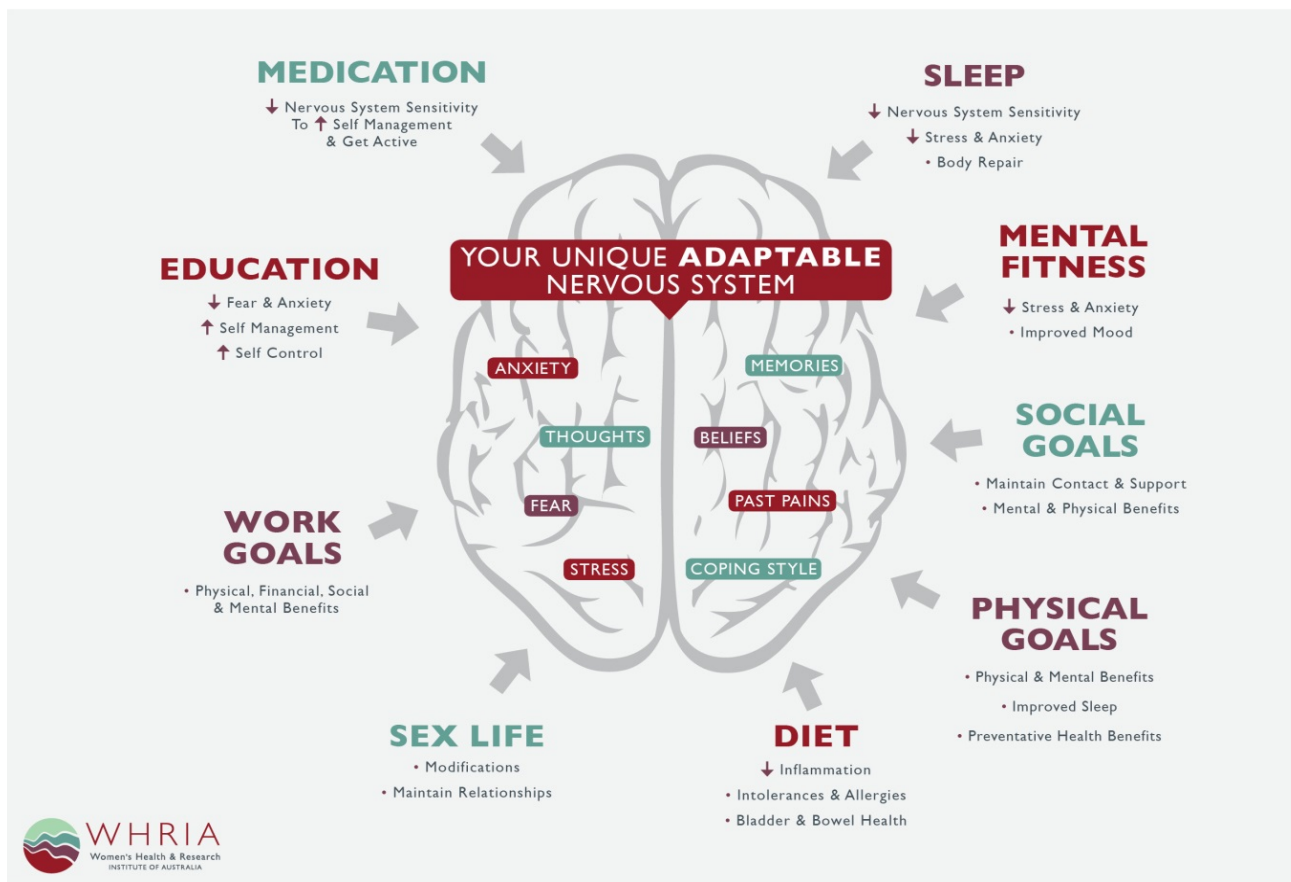 MEDICATION
↓ Nervous System Sensitivity
To ↑ Self Management
& Get Active
SLEEP
↓ Nervous System Sensitivity
↓ Stress & Anxiety
• Body Repair
EDUCATION
↓ Fear & Anxiety
↑ Self Management
↑ Self Control
YOUR UNIQUE ADAPTABLE
NERVOUS SYSTEM
MENTAL
FITNESS
↓ Stress & Anxiety
• Improved Mood
ANXIETY
MEMORIES
THOUGHTS
BELIEFS
FEAR
PAST PAINS
STRESS
COPING STYLE
SOCIAL
GOALS
• Maintain Contact & Support
• Mental & Physical Benefits
WORK
GOALS
• Physical, Financial, Social
& Mental Benefits
PHYSICAL
GOALS
• Physical & Mental Benefits
• Improved Sleep
• Preventative Health Benefits
SEX LIFE
• Modifications
• Maintain Relationships
DIET
↓ Inflammation
• Intolerances & Allergies
• Bladder & Bowel Health
WHRIA
Women's Health & Research
INSTITUTE OF AUSTRALIA